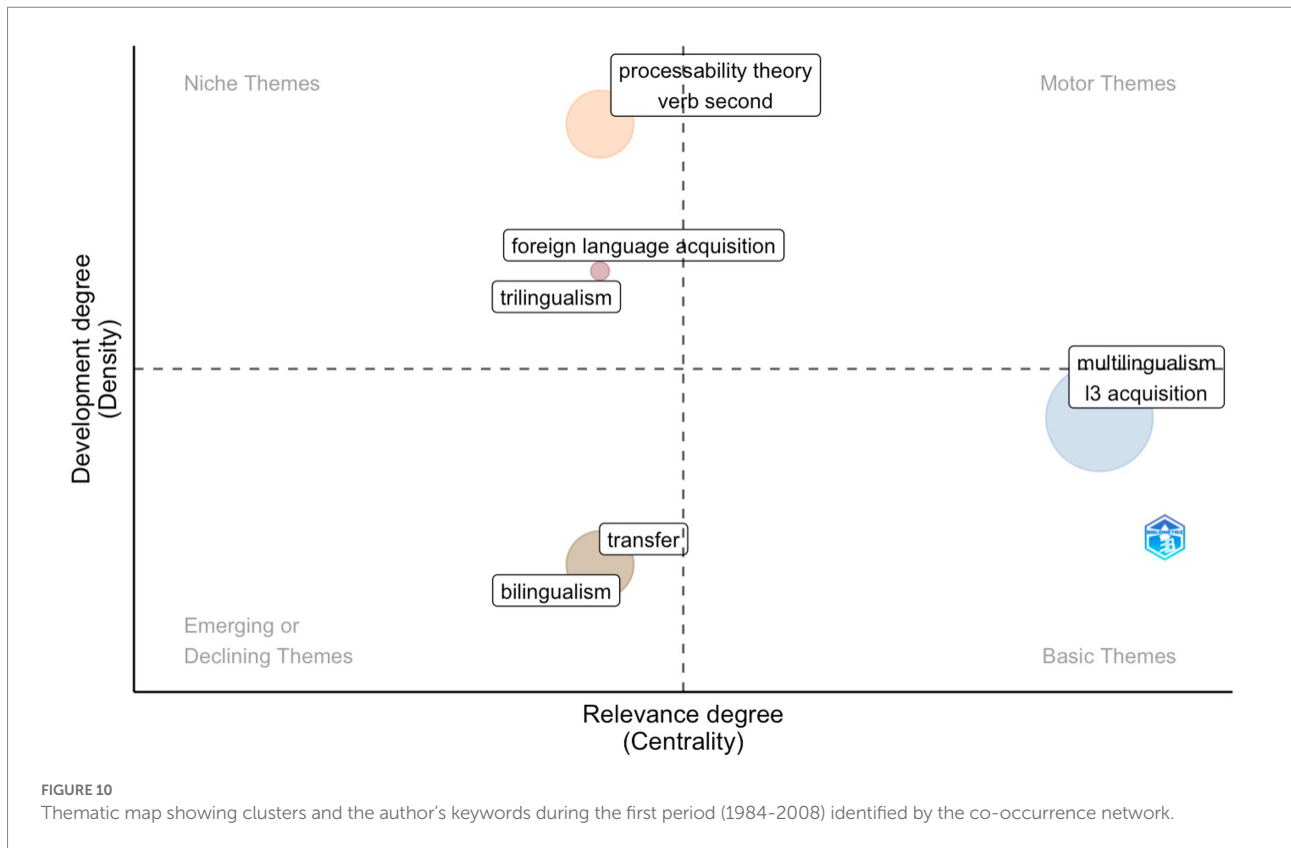 Niche Themes
Motor Themes
processability theory
verb second
foreign language acquisition
trilingualism
multilingualism
l3 acquisition
transfer
bilingualism
Emerging or
Declining Themes
Basic Themes
Development degree
(Density)
Relevance degree
(Centrality)
FIGURE 10
Thematic map showing clusters and the author's keywords during the first period (1984-2008) identified by the co-occurrence network.